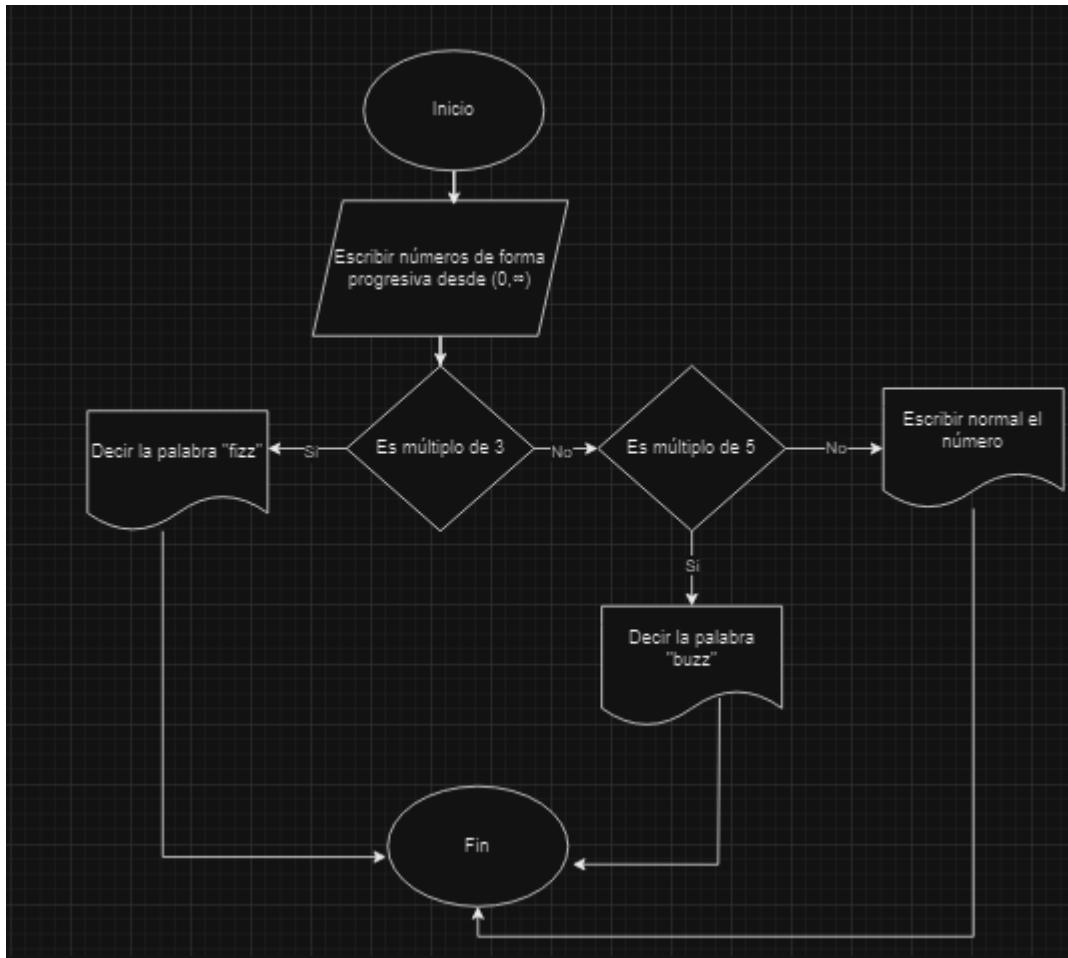 Inicio
Escribir números de forma
progresiva desde (0,∞)
Decir la palabra "fizz"
Si
Es múltiplo de 3
No
Es múltiplo de 5
No
Escribir normal el
número
Si
Decir la palabra
"buzz"
Fin